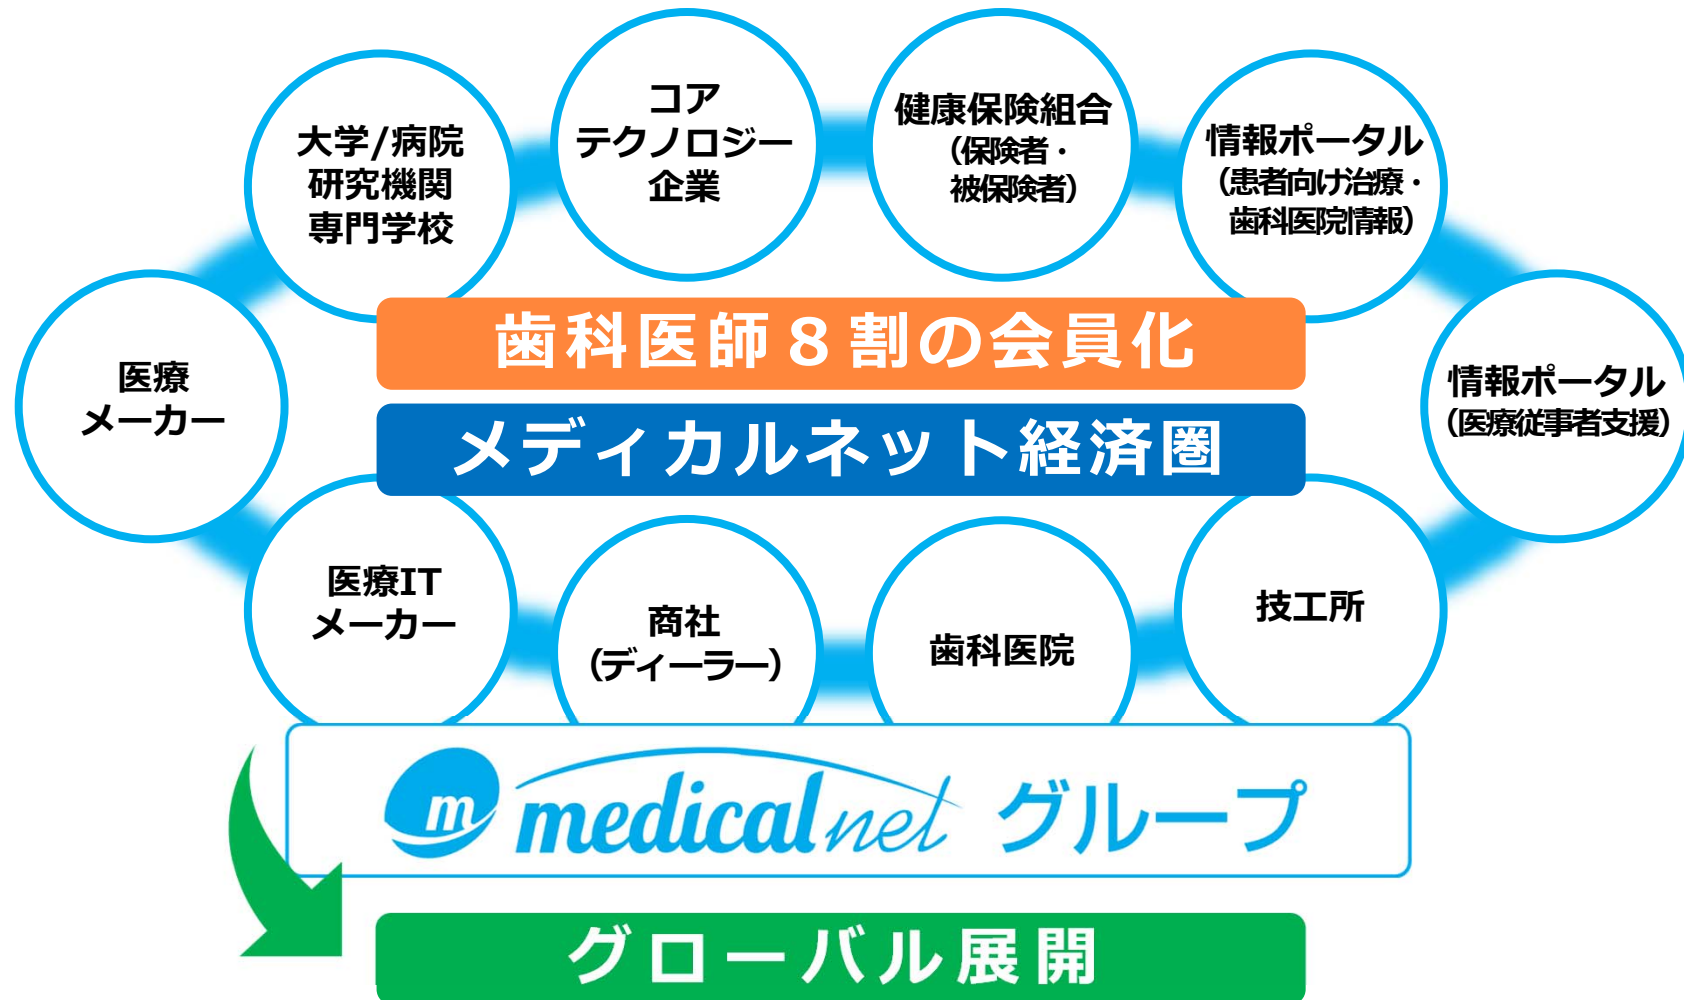 コア
テクノロジー
企業
健康保険組合
（保険者・
被保険者）
大学/病院
研究機関
専門学校
情報ポータル
（患者向け治療・
歯科医院情報）
歯科医師８割の会員化
医療
メーカー
情報ポータル
（医療従事者支援）
メディカルネット経済圏
医療IT
メーカー
商社
（ディーラー）
歯科医院
技工所
m medicalnet グループ
グローバル展開